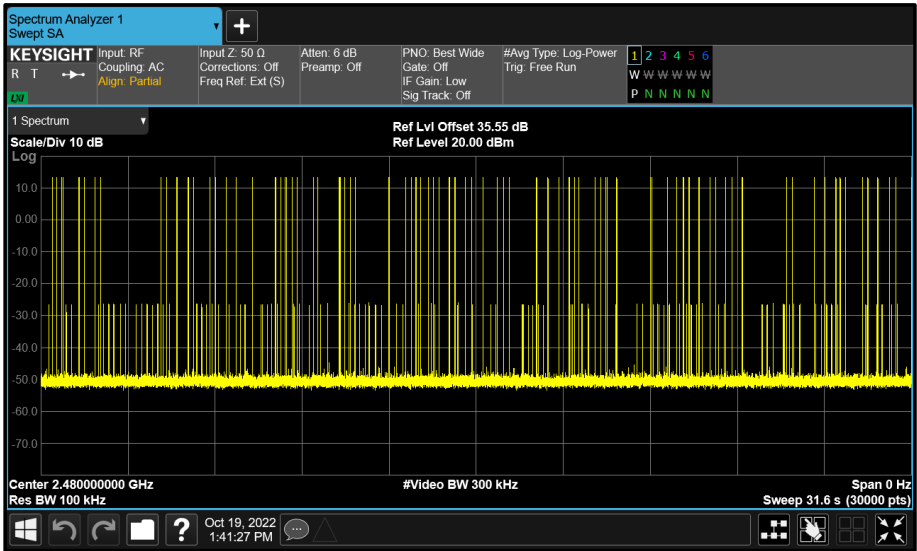 Spectrum Analyzer 1
Swept SA
+
KEYSIGHT
R T
LXI
Input: RF
Coupling: AC
Align: Partial
Input Z: 50 Ω
Corrections: Off
Freq Ref: Ext (S)
Atten: 6 dB
Preamp: Off
PNO: Best Wide
Gate: Off
IF Gain: Low
Sig Track: Off
#Avg Type: Log-Power
Trig: Free Run
1 2 3 4 5 6
W W W W W W
P N N N N N
1 Spectrum
Scale/Div 10 dB
Ref Lvl Offset 35.55 dB
Ref Level 20.00 dBm
Log
10.0
0.00
-10.0
-20.0
-30.0
-40.0
-50.0
-60.0
-70.0
Center 2.480000000 GHz
#Video BW 300 kHz
Span 0 Hz
Res BW 100 kHz
Sweep 31.6 s (30000 pts)
?
Oct 19, 2022
1:41:27 PM